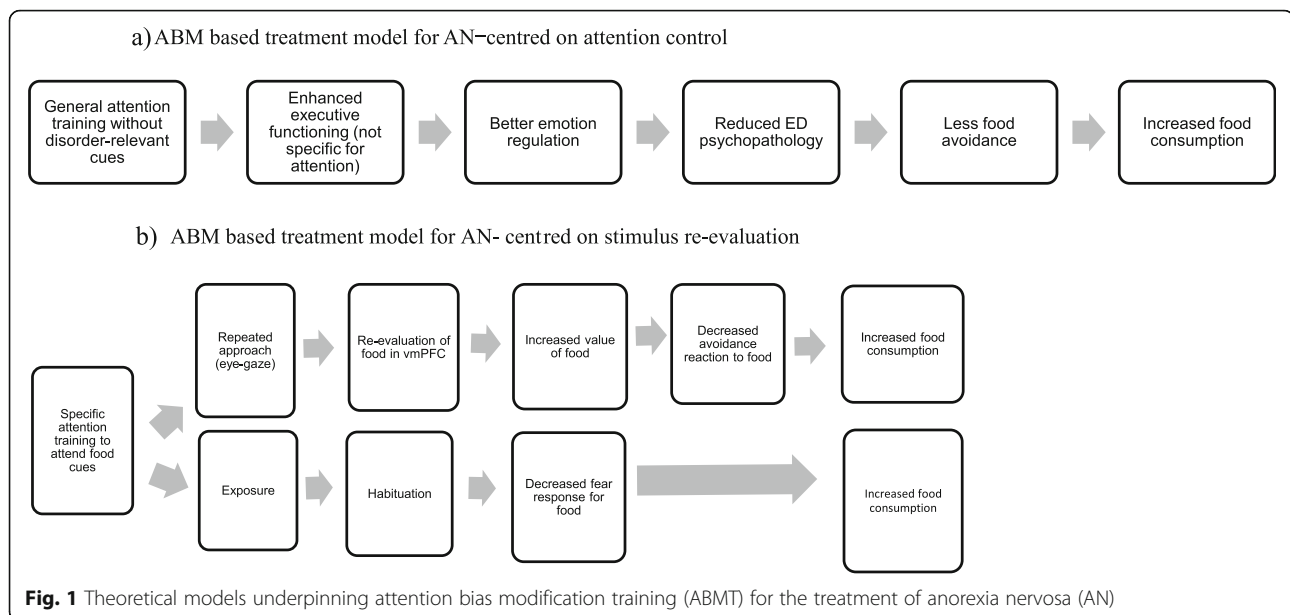 a) ABM based treatment model for AN–centred on attention control
General attention
training without
disorder-relevant
cues
Enhanced
executive
functioning (not
specific for
attention)
Better emotion
regulation
Reduced ED
psychopathology
Less food
avoidance
Increased food
consumption
b) ABM based treatment model for AN- centred on stimulus re-evaluation
Specific
attention
training to
attend food
cues
Repeated
approach
(eye-gaze)
Re-evaluation of
food in vmPFC
Increased value
of food
Decreased
avoidance
reaction to food
Increased food
consumption
Exposure
Habituation
Decreased fear
response for
food
Increased food
consumption
Fig. 1 Theoretical models underpinning attention bias modification training (ABMT) for the treatment of anorexia nervosa (AN)